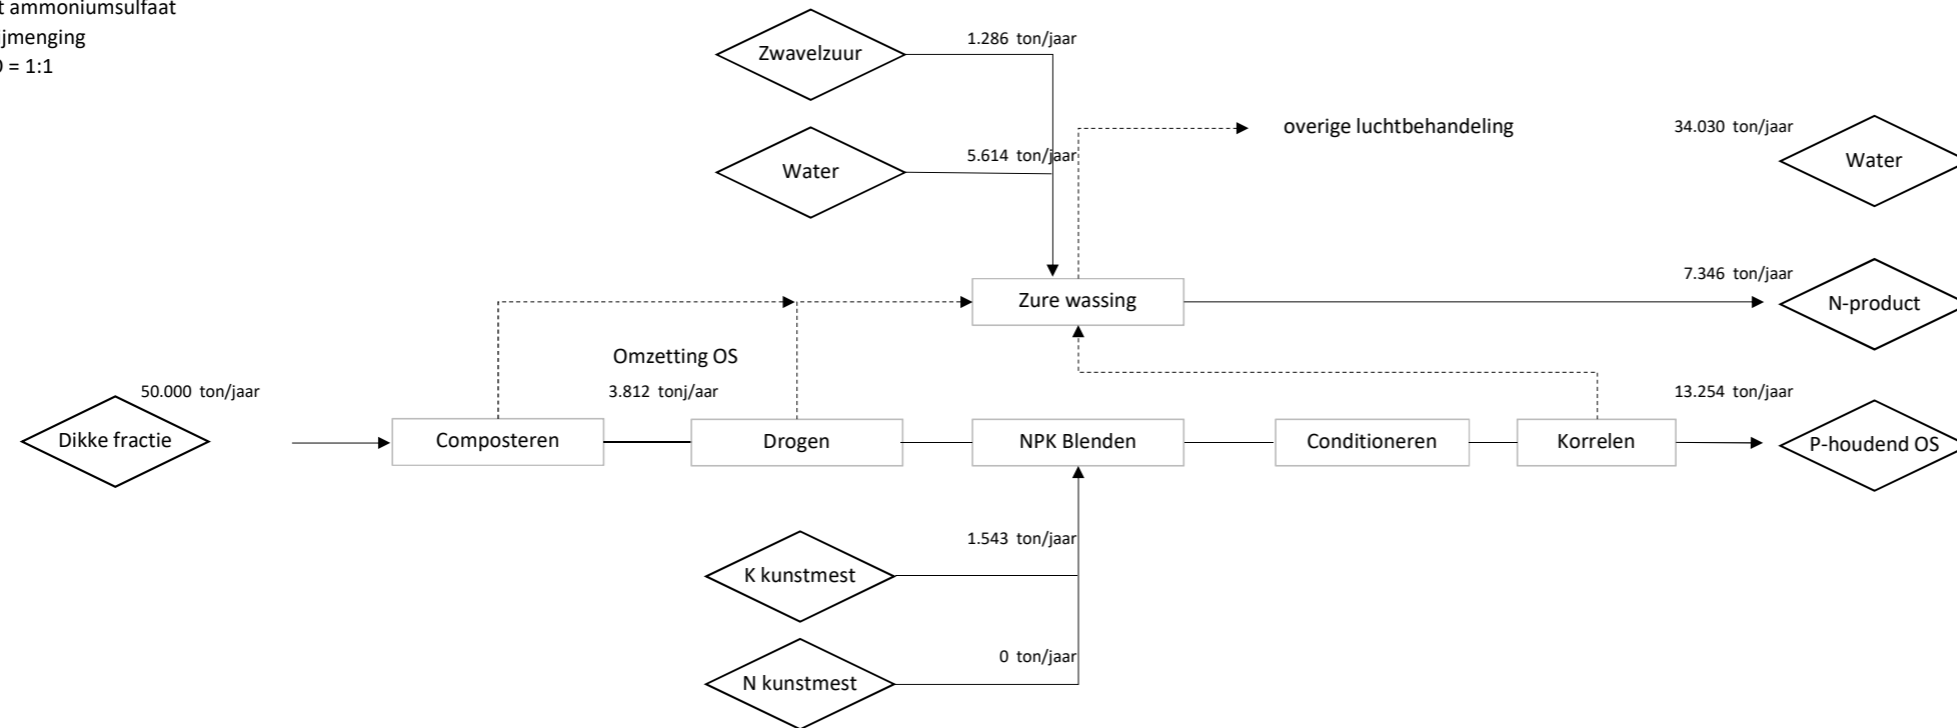 t ammoniumsulfaat
jmenging
= 1:1
Zwavelzuur
1.286 ton/jaar
Water
5.614 ton/jaar
overige luchtbehandeling
34.030 ton/jaar
Water
Zure wassing
7.346 ton/jaar
N-product
Omzetting OS
3.812 tonj/aar
50.000 ton/jaar
Dikke fractie
Composteren
Drogen
NPK Blenden
Conditioneren
Korrelen
13.254 ton/jaar
P-houdend OS
1.543 ton/jaar
K kunstmest
0 ton/jaar
N kunstmest